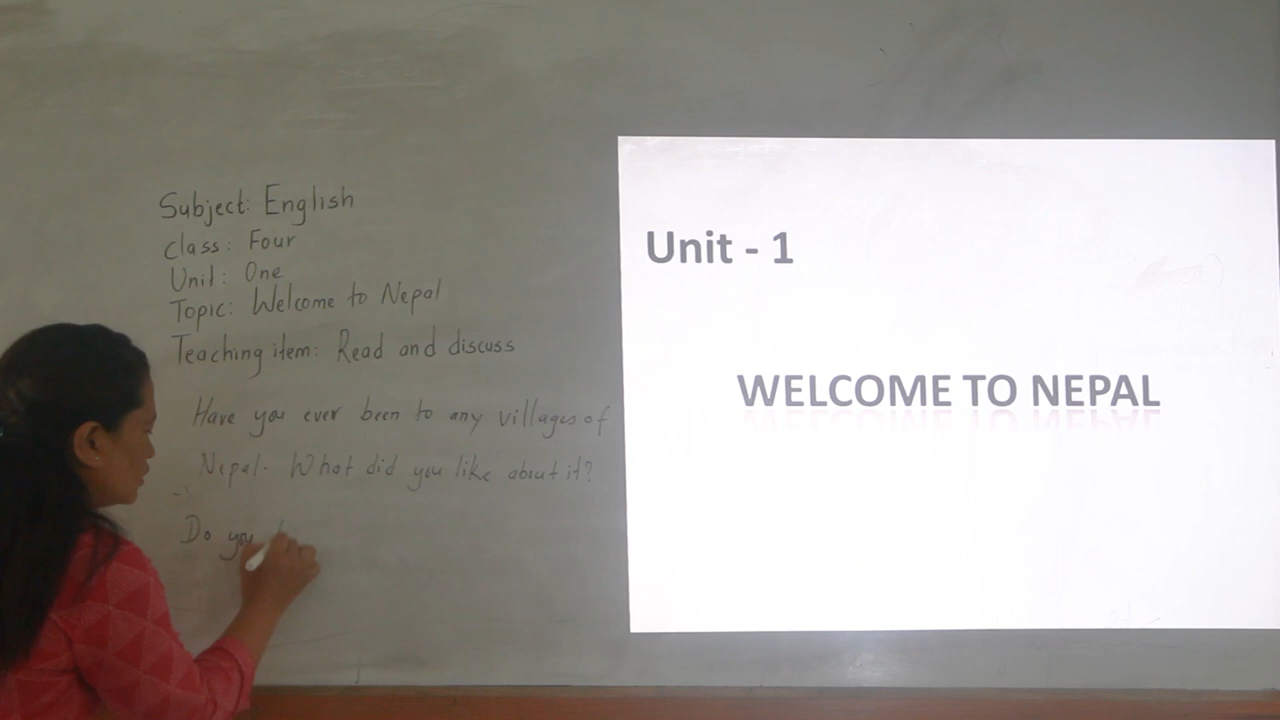 Subject: English
Class: Four
Unit: One
Topic: Welcome to Nepal
Teaching item: Read and discuss
Have you ever been to any villages of
Nepal. What did you like about it?
Do you
Unit - 1
WELCOME TO NEPAL